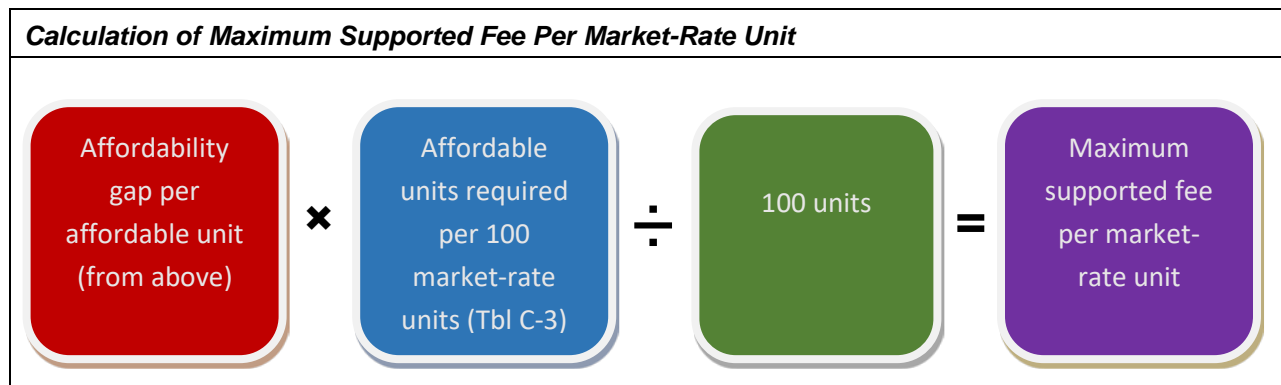 Calculation of Maximum Supported Fee Per Market-Rate Unit
Affordability
gap per
affordable unit
(from above)
×
Affordable
units required
per 100
market-rate
units (Tbl C-3)
÷
100 units
=
Maximum
supported fee
per market-
rate unit